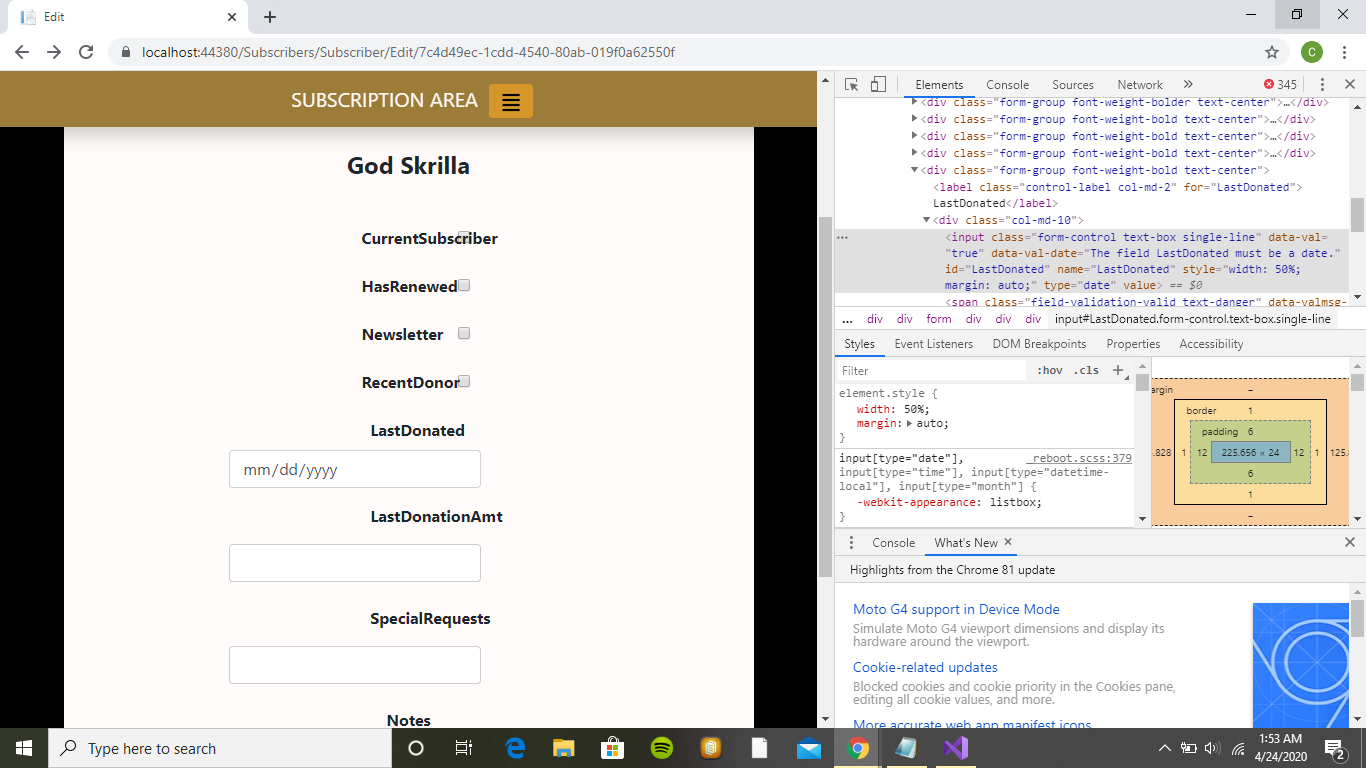 Edit
localhost:44380/Subscribers/Subscriber/Edit/7c4d49ec-1cdd-4540-80ab-019f0a62550f
C
SUBSCRIPTION AREA
God Skrilla
CurrentSubscriber
HasRenewed
Newsletter
RecentDonor
LastDonated
mm/dd/yyyy
LastDonationAmt
SpecialRequests
Notes
Elements Console Sources Network » 345
<div class="form-group font-weight-bolder text-center">…</div>
<div class="form-group font-weight-bold text-center">…</div>
<div class="form-group font-weight-bold text-center">…</div>
<div class="form-group font-weight-bold text-center">…</div>
<div class="form-group font-weight-bold text-center">
<label class="control-label col-md-2" for="LastDonated">
LastDonated</label>
<div class="col-md-10">
<input class="form-control text-box single-line" data-val=
"true" data-val-date="The field LastDonated must be a date."
id="LastDonated" name="LastDonated" style="width: 50%;
margin: auto;" type="date" value> == $0
<span class="field-validation-valid text-danger" data-valmsg-
... div div form div div div input#LastDonated.form-control.text-box.single-line
Styles Event Listeners DOM Breakpoints Properties Accessibility
Filter :hov .cls +
element.style {
width: 50%;
margin: auto;
}
input[type="date"], _reboot.scss:379
input[type="time"], input[type="datetime-
local"], input[type="month"] {
-webkit-appearance: listbox;
}
argin –
border 1
padding 6
.828 1 12 225.656 × 24 12 1 125.
6
1
–
Console What's New ×
Highlights from the Chrome 81 update
Moto G4 support in Device Mode
Simulate Moto G4 viewport dimensions and display its
hardware around the viewport.
Cookie-related updates
Blocked cookies and cookie priority in the Cookies pane,
editing all cookie values, and more.
More accurate web app manifest icons
Type here to search
1:53 AM
4/24/2020
2